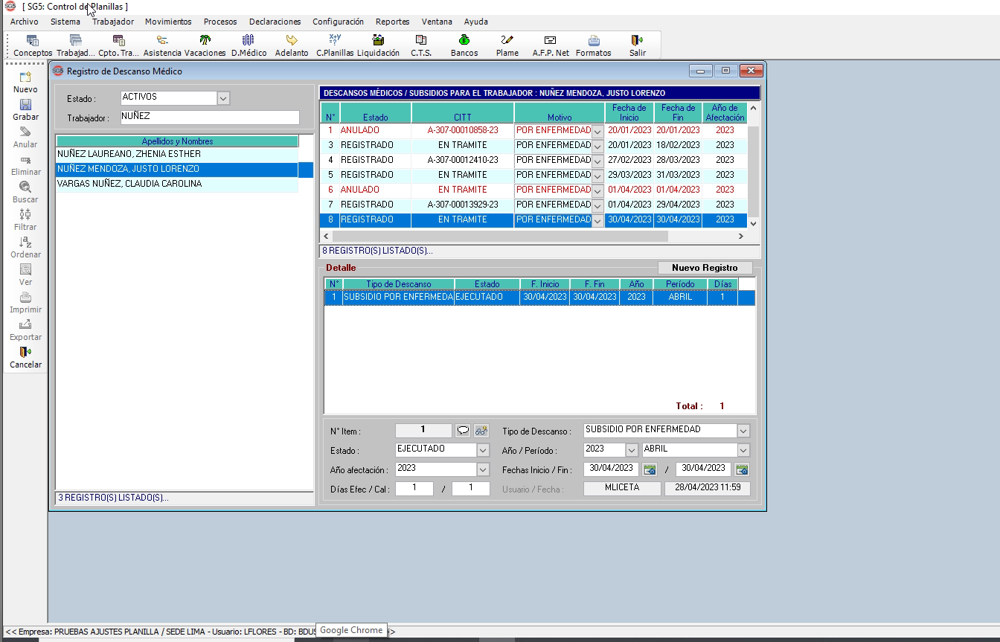 SG5 [ SG5: Control de Planillas ]
Archivo Sistema Trabajador Movimientos Procesos Declaraciones Configuración Reportes Ventana Ayuda
Conceptos Trabajad... Cpto. Tra... Asistencia Vacaciones D.Médico Adelanto C.Planillas Liquidación C.T.S. Bancos Plame A.F.P. Net Formatos Salir
Nuevo
Grabar
Anular
Eliminar
Buscar
Filtrar
Ordenar
Ver
Imprimir
Exportar
Cancelar
SG5 Registro de Descanso Médico
Estado : ACTIVOS
Trabajador : NUÑEZ
Apellidos y Nombres
NUÑEZ LAUREANO, ZHENIA ESTHER
NUÑEZ MENDOZA, JUSTO LORENZO
VARGAS NUÑEZ, CLAUDIA CAROLINA
3 REGISTRO(S) LISTADO(S)...
DESCANSOS MÉDICOS / SUBSIDIOS PARA EL TRABAJADOR : NUÑEZ MENDOZA, JUSTO LORENZO
N° Estado CITT Motivo Fecha de Inicio Fecha de Fin Año de Afectación
1 ANULADO A-307-00010858-23 POR ENFERMEDAD 20/01/2023 20/01/2023 2023
3 REGISTRADO EN TRAMITE POR ENFERMEDAD 20/01/2023 18/02/2023 2023
4 REGISTRADO A-307-00012410-23 POR ENFERMEDAD 27/02/2023 28/03/2023 2023
5 REGISTRADO EN TRAMITE POR ENFERMEDAD 29/03/2023 31/03/2023 2023
6 ANULADO EN TRAMITE POR ENFERMEDAD 01/04/2023 01/04/2023 2023
7 REGISTRADO A-307-00013929-23 POR ENFERMEDAD 01/04/2023 29/04/2023 2023
8 REGISTRADO EN TRAMITE POR ENFERMEDAD 30/04/2023 30/04/2023 2023
8 REGISTRO(S) LISTADO(S)...
Detalle Nuevo Registro
N° Tipo de Descanso Estado F. Inicio F. Fin Año Período Días
1 SUBSIDIO POR ENFERMEDA EJECUTADO 30/04/2023 30/04/2023 2023 ABRIL 1
Total : 1
N° Item : 1 Tipo de Descanso : SUBSIDIO POR ENFERMEDAD
Estado : EJECUTADO Año / Período : 2023 ABRIL
Año afectación : 2023 Fechas Inicio / Fin : 30/04/2023 / 30/04/2023
Días Efec / Cal : 1 / 1 Usuario / Fecha : MLICETA 28/04/2023 11:59
<< Empresa: PRUEBAS AJUSTES PLANILLA / SEDE LIMA - Usuario: LFLORES - BD: BDUS >
Google Chrome